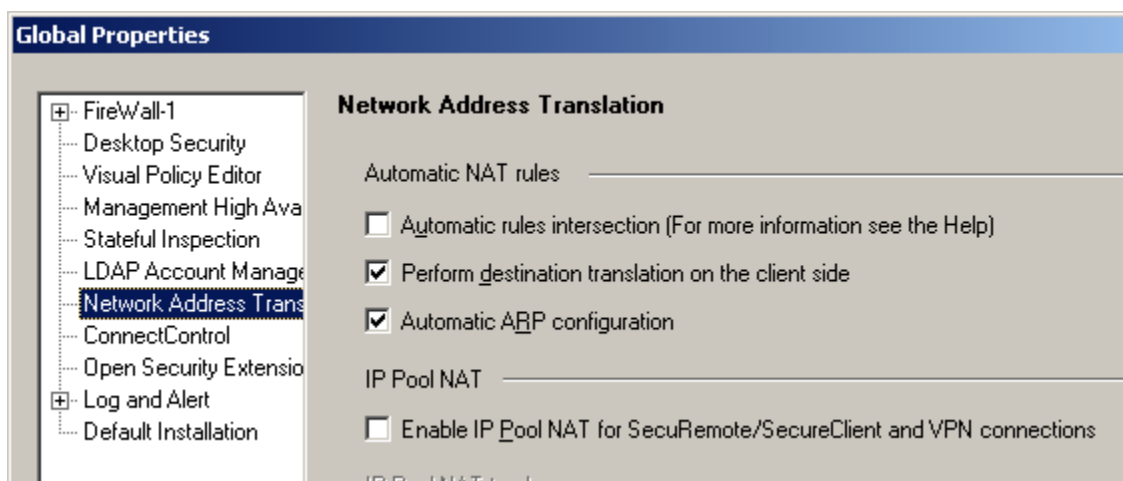 Global Properties
FireWall-1
Desktop Security
Visual Policy Editor
Management High Ava
Stateful Inspection
LDAP Account Manage
Network Address Trans
ConnectControl
Open Security Extensio
Log and Alert
Default Installation
Network Address Translation
Automatic NAT rules
Automatic rules intersection (For more information see the Help)
Perform destination translation on the client side
Automatic ARP configuration
IP Pool NAT
Enable IP Pool NAT for SecuRemote/SecureClient and VPN connections